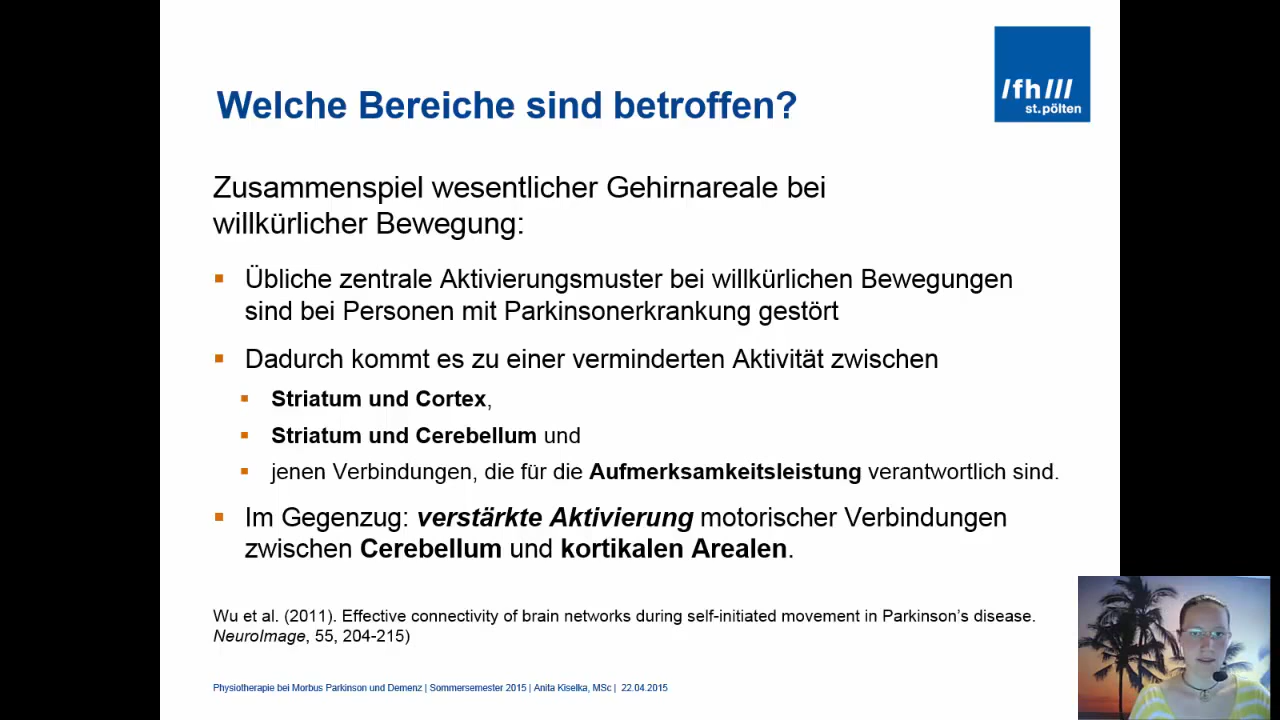 /fh///
st.pölten
Welche Bereiche sind betroffen?
Zusammenspiel wesentlicher Gehirnareale bei
willkürlicher Bewegung:
Übliche zentrale Aktivierungsmuster bei willkürlichen Bewegungen
sind bei Personen mit Parkinsonerkrankung gestört
Dadurch kommt es zu einer verminderten Aktivität zwischen
Striatum und Cortex,
Striatum und Cerebellum und
jenen Verbindungen, die für die Aufmerksamkeitsleistung verantwortlich sind.
Im Gegenzug: verstärkte Aktivierung motorischer Verbindungen
zwischen Cerebellum und kortikalen Arealen.
Wu et al. (2011). Effective connectivity of brain networks during self-initiated movement in Parkinson's disease.
NeuroImage, 55, 204-215)
Physiotherapie bei Morbus Parkinson und Demenz | Sommersemester 2015 | Anita Kiselka, MSc | 22.04.2015